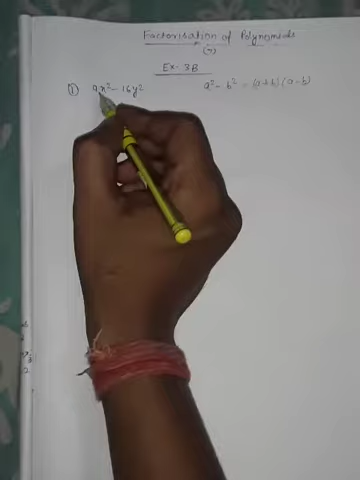 Factorisation of Polynomials
Ex- 3B
① 9x² - 16y² a² - b² = (a+b) (a-b)